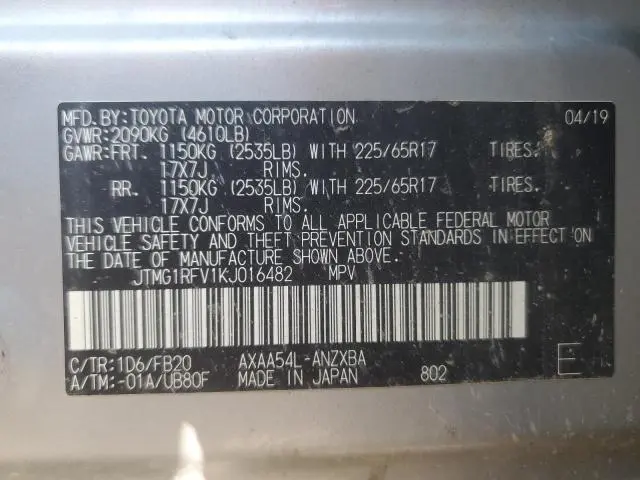 MFD. BY: TOYOTA MOTOR CORPORATION 04/19
GVWR: 2090KG (4610LB)
GAWR: FRT. 1150KG (2535LB) WITH 225/65R17 TIRES.
17X7J RIMS.
RR. 1150KG (2535LB) WITH 225/65R17 TIRES.
17X7J RIMS.
THIS VEHICLE CONFORMS TO ALL APPLICABLE FEDERAL MOTOR
VEHICLE SAFETY AND THEFT PREVENTION STANDARDS IN EFFECT ON
THE DATE OF MANUFACTURE SHOWN ABOVE.
JTMG1RFV1KJ016482 MPV
C/TR: 1D6/FB20 AXAA54L-ANZXBA
A/TM: -01A/UB80F MADE IN JAPAN 802 E